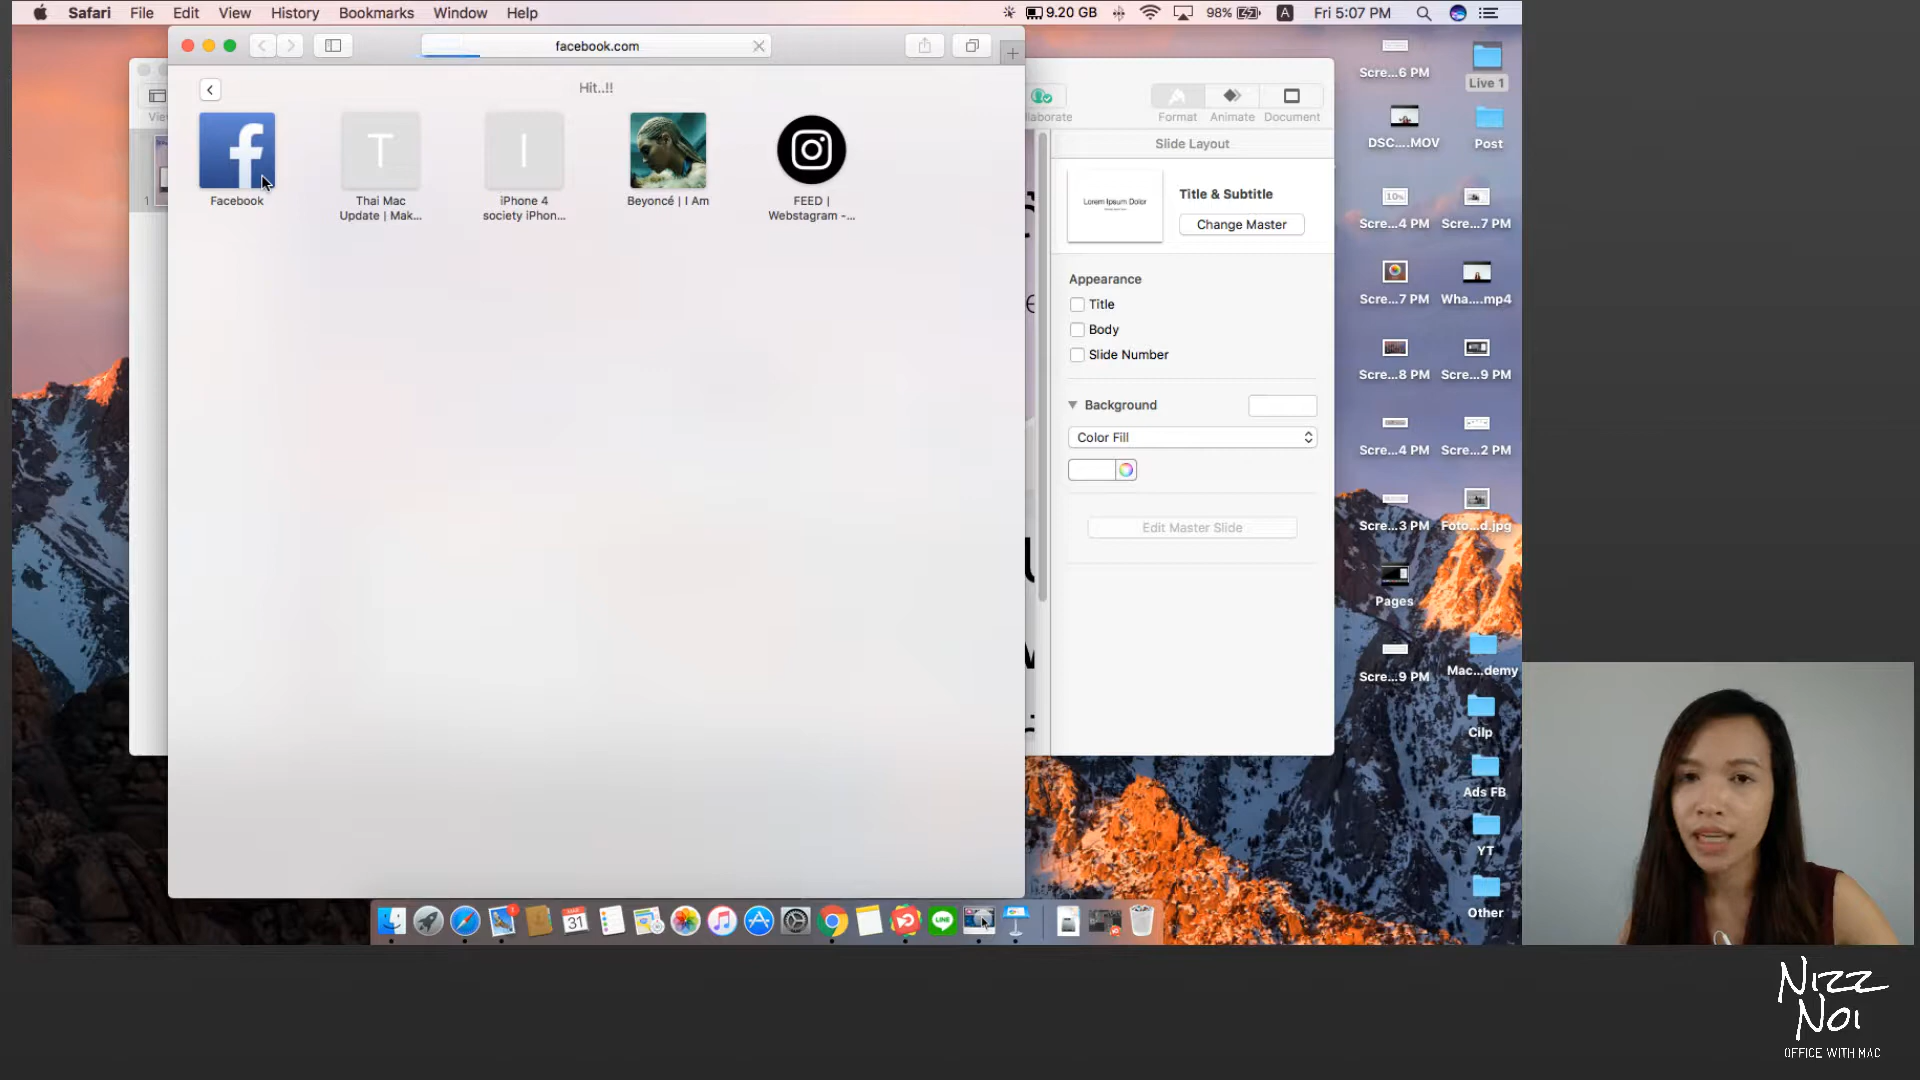 Safari File Edit View History Bookmarks Window Help 9.20 GB 98% A Fri 5:07 PM
facebook.com
Hit..!!
Facebook
Thai Mac
Update | Mak...
iPhone 4
society iPhon...
Beyoncé | I Am
FEED |
Webstagram -...
T
I
1
Format Animate Document
Slide Layout
Lorem Ipsum Dolor
Title & Subtitle
Change Master
Appearance
Title
Body
Slide Number
Background
Color Fill
Edit Master Slide
Scre...6 PM
Live 1
DSC....MOV
Post
Scre...4 PM
Scre...7 PM
Scre...7 PM
Wha....mp4
Scre...8 PM
Scre...9 PM
Scre...4 PM
Scre...2 PM
Scre...3 PM
Foto...d.jpg
Pages
Scre...9 PM
Mac...demy
Cilp
Ads FB
YT
Other
MAR
31
LINE
NIZZ
NOI
OFFICE WITH MAC